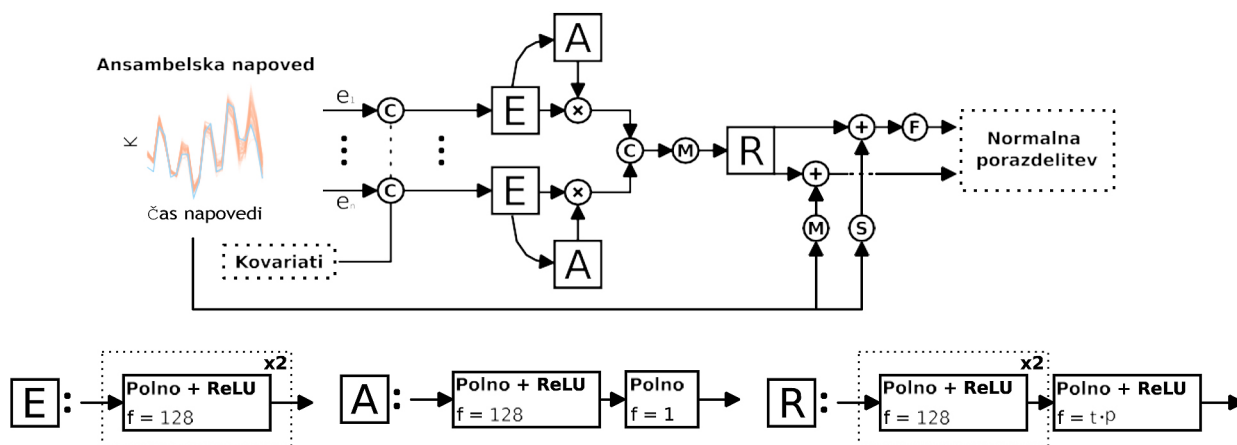 Ansambelska napoved
K
Čas napovedi
Kovariati
e₁
eₙ
C
C
E
E
A
A
×
×
C
M
R
+
+
F
M
S
Normalna
porazdelitev
E :
x2
Polno + ReLU
f = 128
A :
Polno + ReLU
f = 128
Polno
f = 1
R :
x2
Polno + ReLU
f = 128
Polno + ReLU
f = t·p